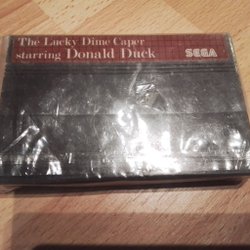 The Lucky Dime Caper
starring Donald Duck
SEGA